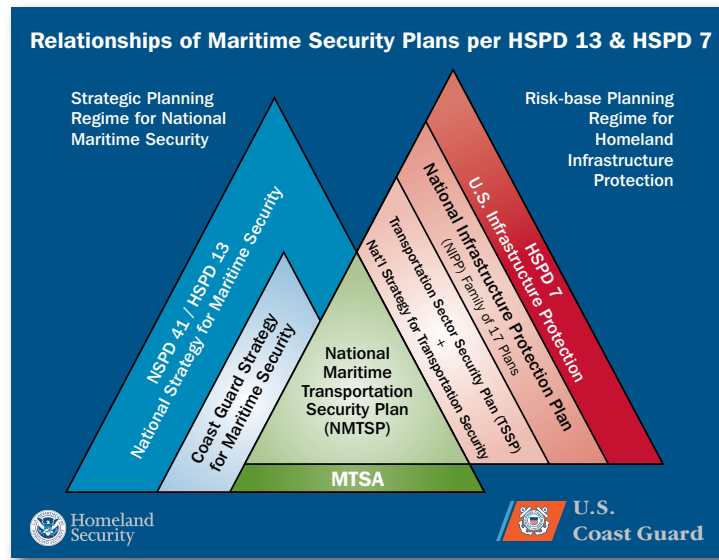 Relationships of Maritime Security Plans per HSPD 13 & HSPD 7
Strategic Planning
Regime for National
Maritime Security
Risk-base Planning
Regime for
Homeland
Infrastructure
Protection
NSPD 41 / HSPD 13
National Strategy for Maritime Security
Coast Guard Strategy
for Maritime Security
National
Maritime
Transportation
Security Plan
(NMTSP)
MTSA
Nat'l Strategy for Transportation Security
+
Transportation Sector Security Plan (TSSP)
(NIPP) Family of 17 Plans
National Infrastructure Protection Plan
U.S. Infrastructure Protection
HSPD 7
Homeland
Security
U.S.
Coast Guard